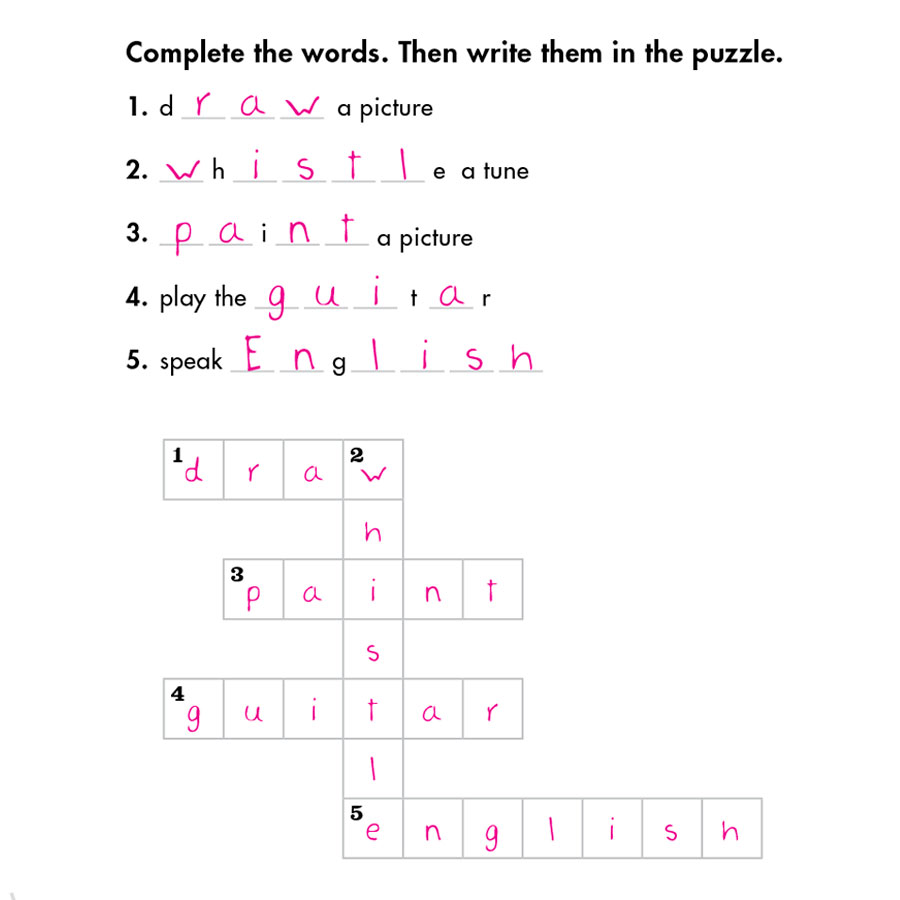 Complete the words. Then write them in the puzzle.
1. d r a w a picture
2. w h i s t l e a tune
3. p a i n t a picture
4. play the g u i t a r
5. speak E n g l i s h
1 d r a 2 w
h
3 p a i n t
s
4 g u i t a r
l
5 e n g l i s h